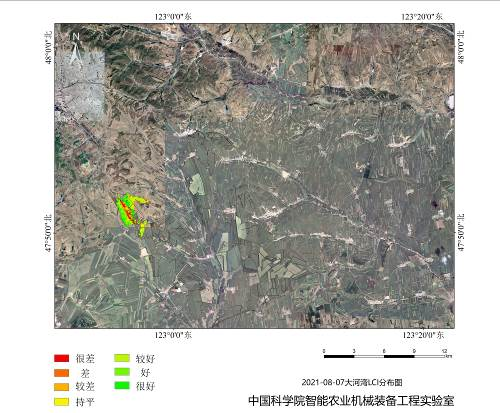 123°0'0"东 123°20'0"东
48°0'0"北 48°0'0"北
N
47°50'0"北 47°50'0"北
123°0'0"东 123°20'0"东
很差 较好
差 好
较差 很好
持平
0 3 6 9 12
km
2021-08-07大河湾LCI分布图
中国科学院智能农业机械装备工程实验室